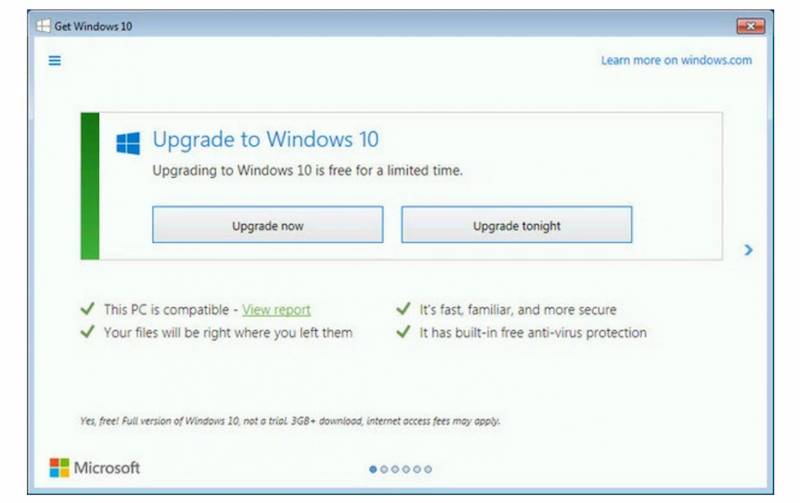 Get Windows 10
Learn more on windows.com
Upgrade to Windows 10
Upgrading to Windows 10 is free for a limited time.
Upgrade now
Upgrade tonight
This PC is compatible - View report
It's fast, familiar, and more secure
Your files will be right where you left them
It has built-in free anti-virus protection
Yes, free! Full version of Windows 10, not a trial. 3GB+ download, internet access fees may apply.
Microsoft